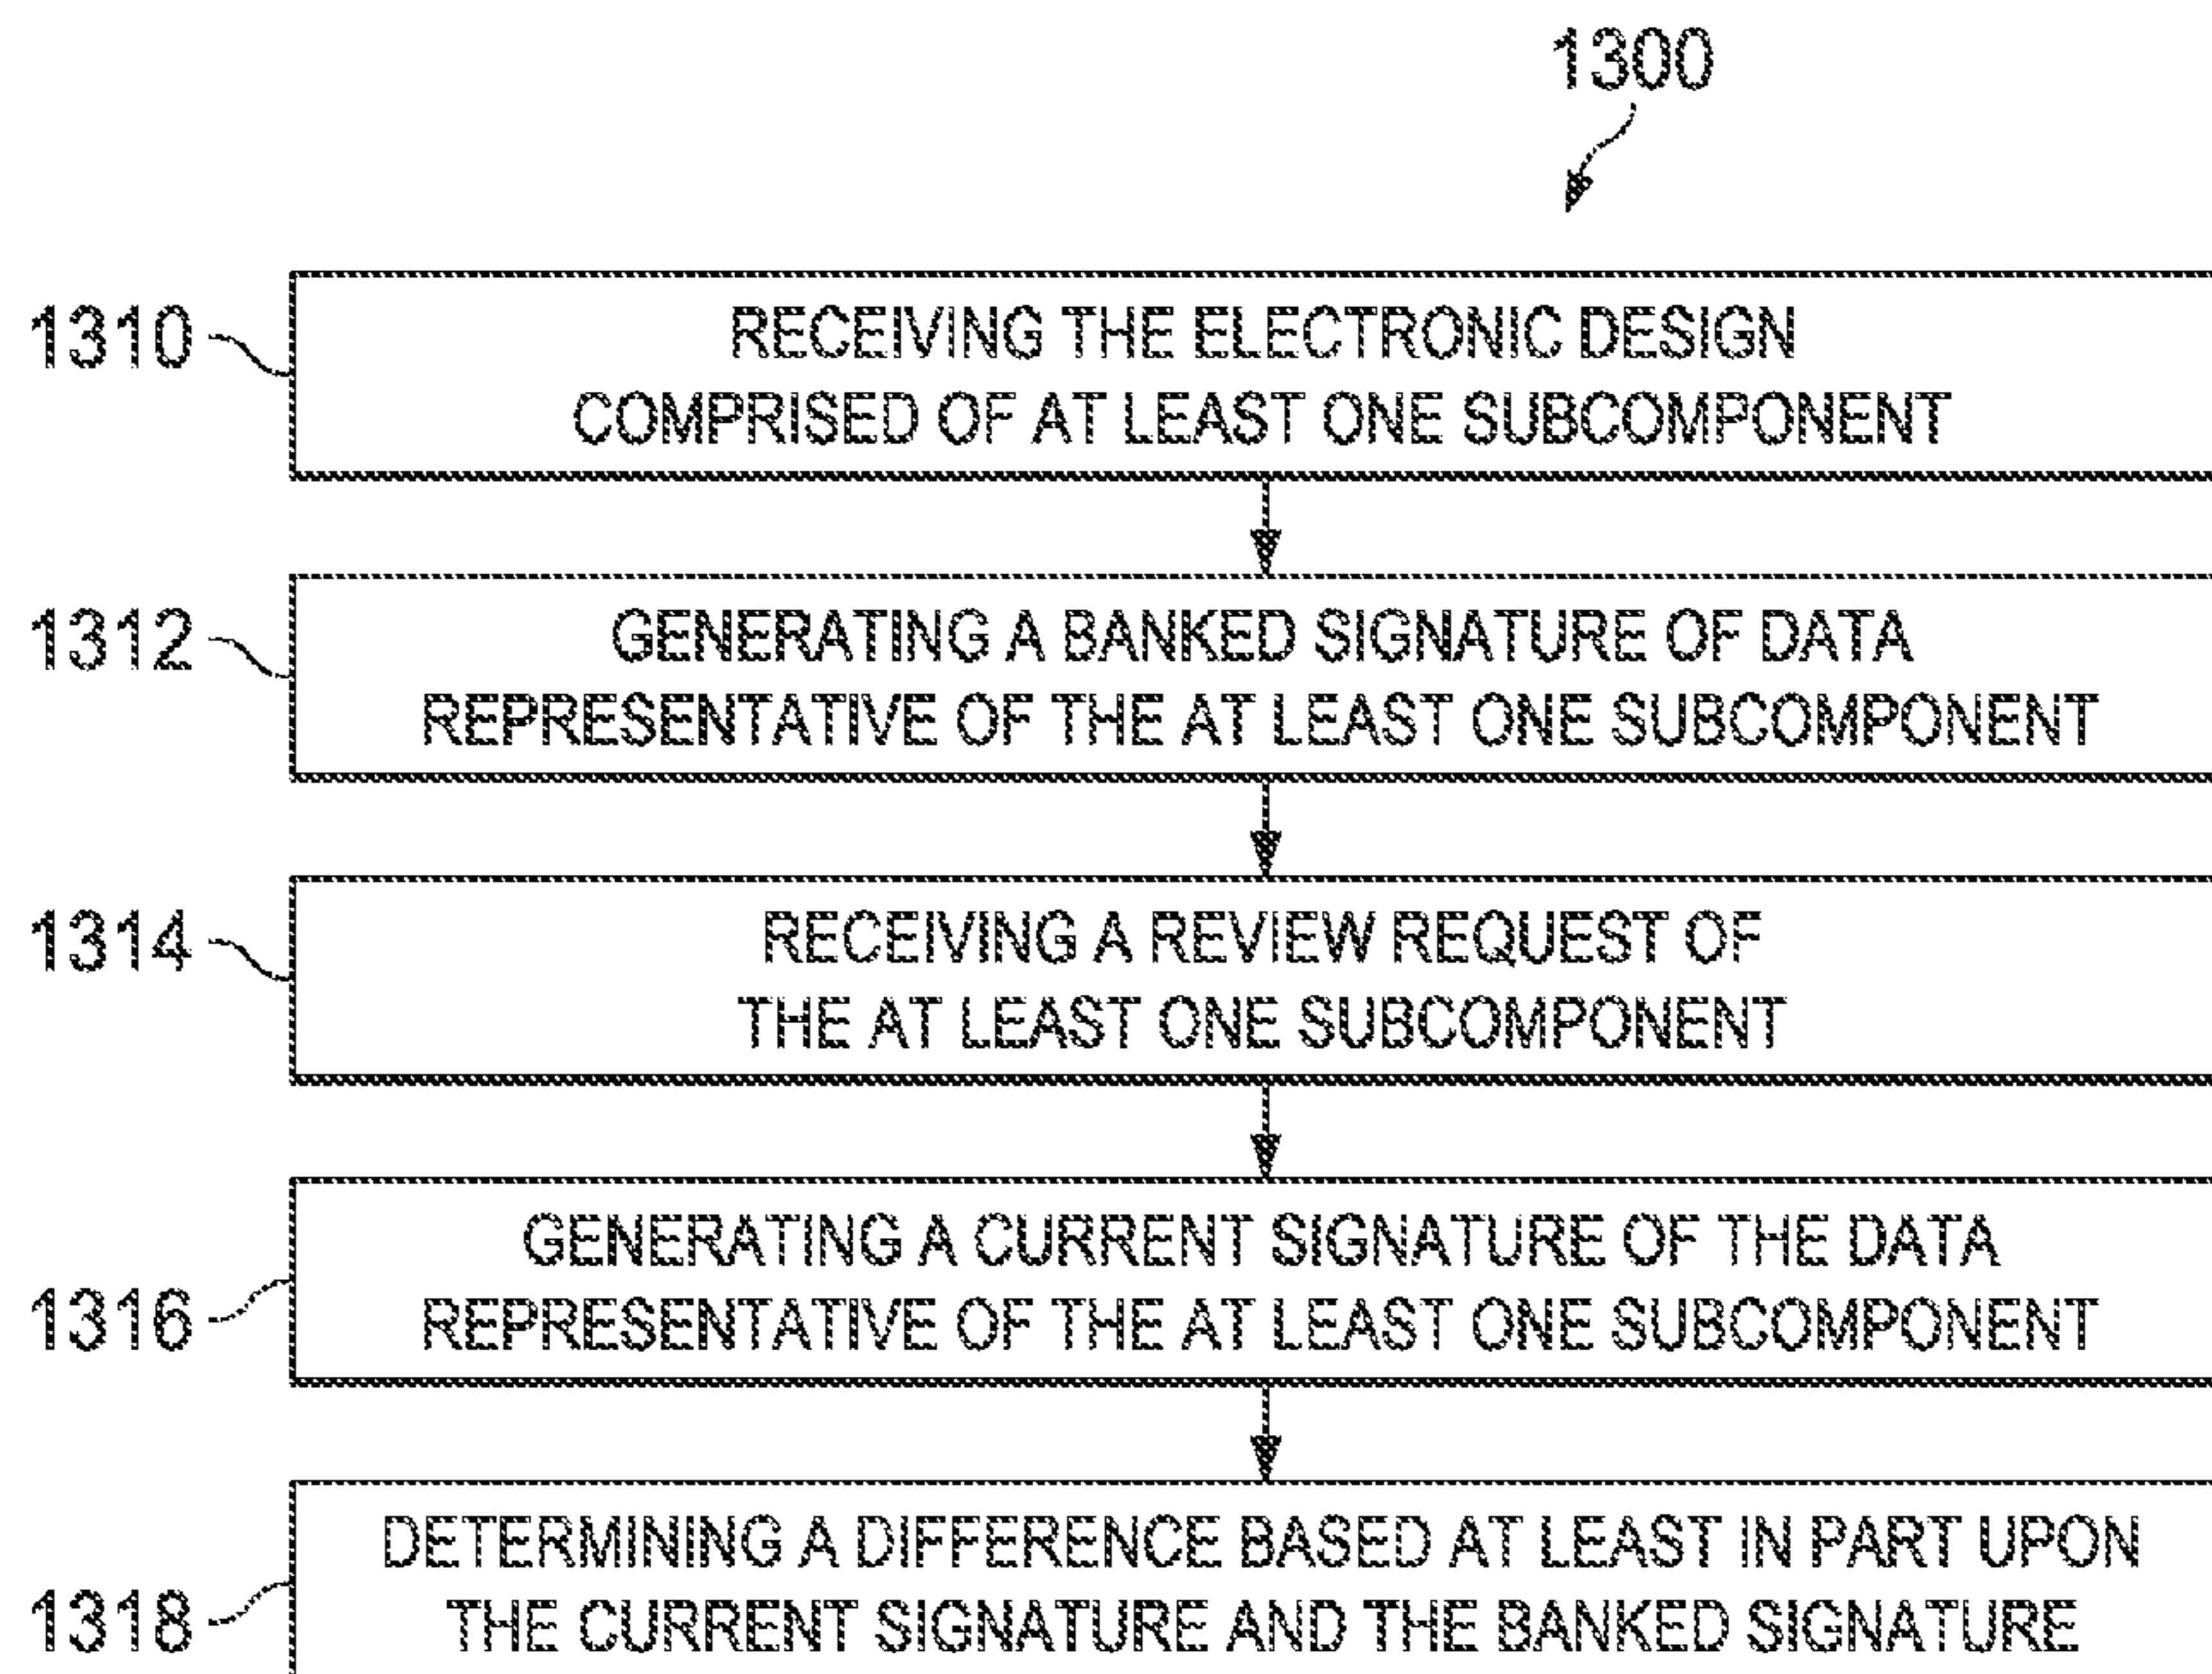 1300
1310
RECEIVING THE ELECTRONIC DESIGN
COMPRISED OF AT LEAST ONE SUBCOMPONENT
1312
GENERATING A BANKED SIGNATURE OF DATA
REPRESENTATIVE OF THE AT LEAST ONE SUBCOMPONENT
1314
RECEIVING A REVIEW REQUEST OF
THE AT LEAST ONE SUBCOMPONENT
1316
GENERATING A CURRENT SIGNATURE OF THE DATA
REPRESENTATIVE OF THE AT LEAST ONE SUBCOMPONENT
1318
DETERMINING A DIFFERENCE BASED AT LEAST IN PART UPON
THE CURRENT SIGNATURE AND THE BANKED SIGNATURE